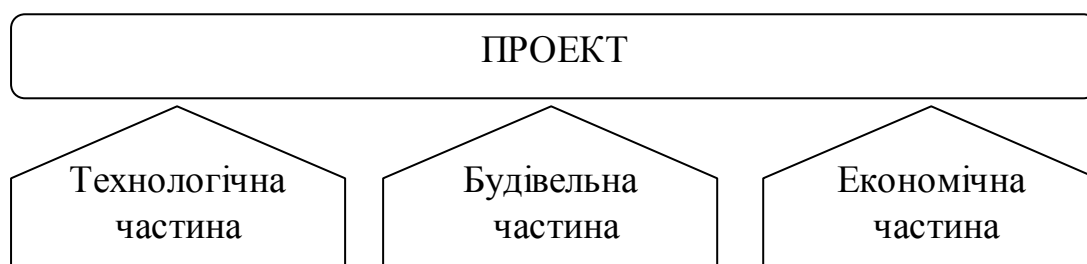 ПРОЕКТ
Технологічна
частина
Будівельна
частина
Економічна
частина